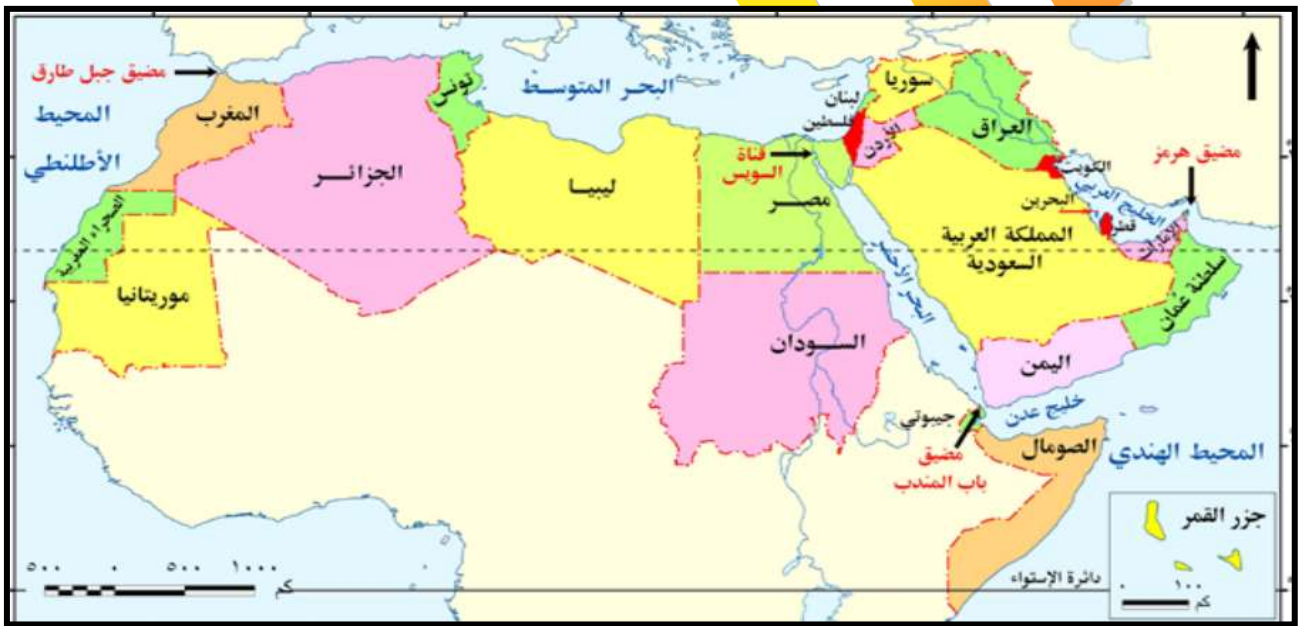 مضيق جبل طارق
المحيط
الأطلنطي
المغرب
تونس
البحر المتوسط
لبنان
فلسطين
سوريا
الأردن
العراق
الكويت
مضيق هرمز
الجزائر
ليبيا
قناة
السويس
مصر
البحرين
الخليج العربي
قطر
الإمارات
المملكة العربية
السعودية
سلطنة عُمان
الصحراء المغربية
موريتانيا
البحر الأحمر
السودان
اليمن
خليج عدن
جيبوتي
مضيق
باب المندب
الصومال
المحيط الهندي
جزر القمر
٠ ١٠٠
كم
دائرة الإستواء
٥٠٠ ٠ ٥٠٠ ١٠٠٠
كم